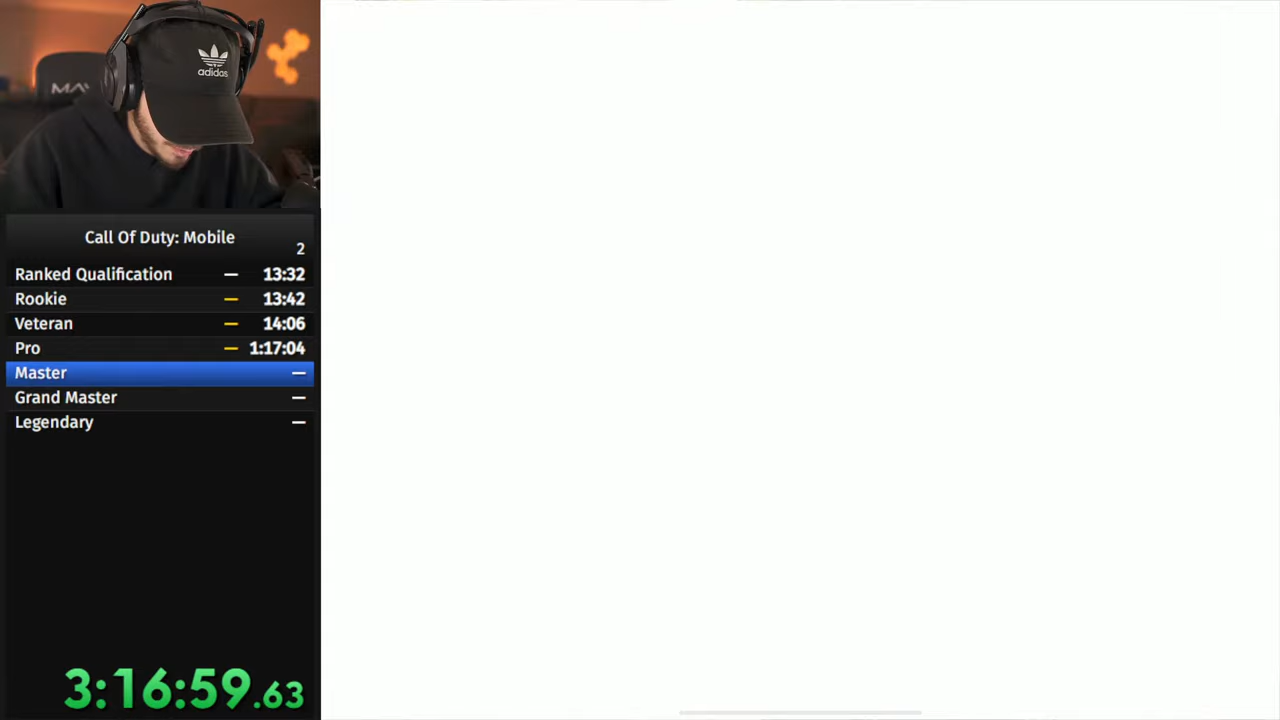 adidas
Call Of Duty: Mobile
2
Ranked Qualification — 13:32
Rookie — 13:42
Veteran — 14:06
Pro — 1:17:04
Master —
Grand Master —
Legendary —
3:16:59.63